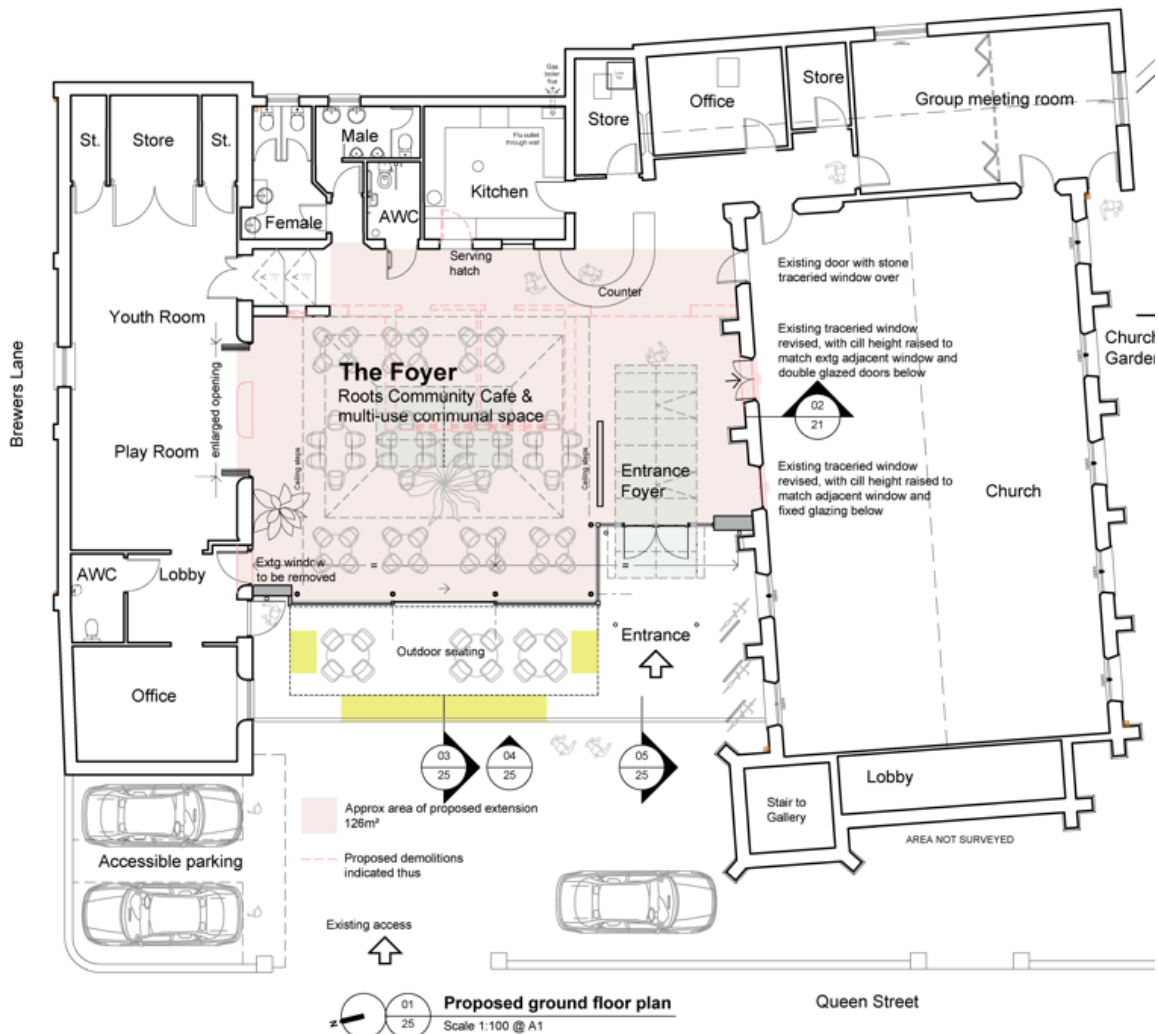 Gas
boiler
flue
St.
Store
St.
Male
Flu outlet
through wall
Kitchen
Store
Office
Store
Group meeting room
Female
AWC
Serving
hatch
Counter
Existing door with stone
traceried window over
Youth Room
Existing traceried window
revised, with cill height raised to
match extg adjacent window and
double glazed doors below
Church
Garden
Brewers Lane
enlarged opening
The Foyer
Roots Community Cafe &
multi-use communal space
02
21
Play Room
Ceiling steps
Ceiling steps
Entrance
Foyer
Existing traceried window
revised, with cill height raised to
match adjacent window and
fixed glazing below
Church
AWC
Lobby
Extg window
to be removed
=
=
Outdoor seating
Entrance
Office
03
25
04
25
05
25
Lobby
Stair to
Gallery
AREA NOT SURVEYED
Approx area of proposed extension
126m²
Proposed demolitions
indicated thus
Accessible parking
Existing access
N
01
25
Proposed ground floor plan
Scale 1:100 @ A1
Queen Street